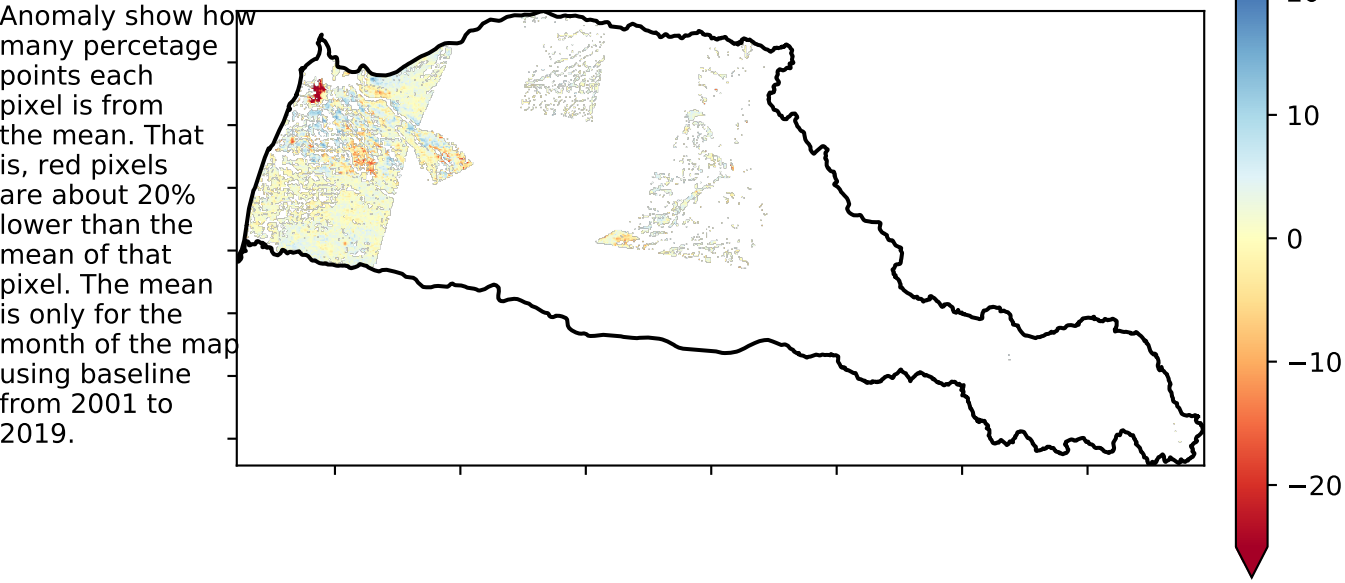 Anomaly show how
many percetage
points each
pixel is from
the mean. That
is, red pixels
are about 20%
lower than the
mean of that
pixel. The mean
is only for the
month of the map
using baseline
from 2001 to
2019.
10
0
−10
−20